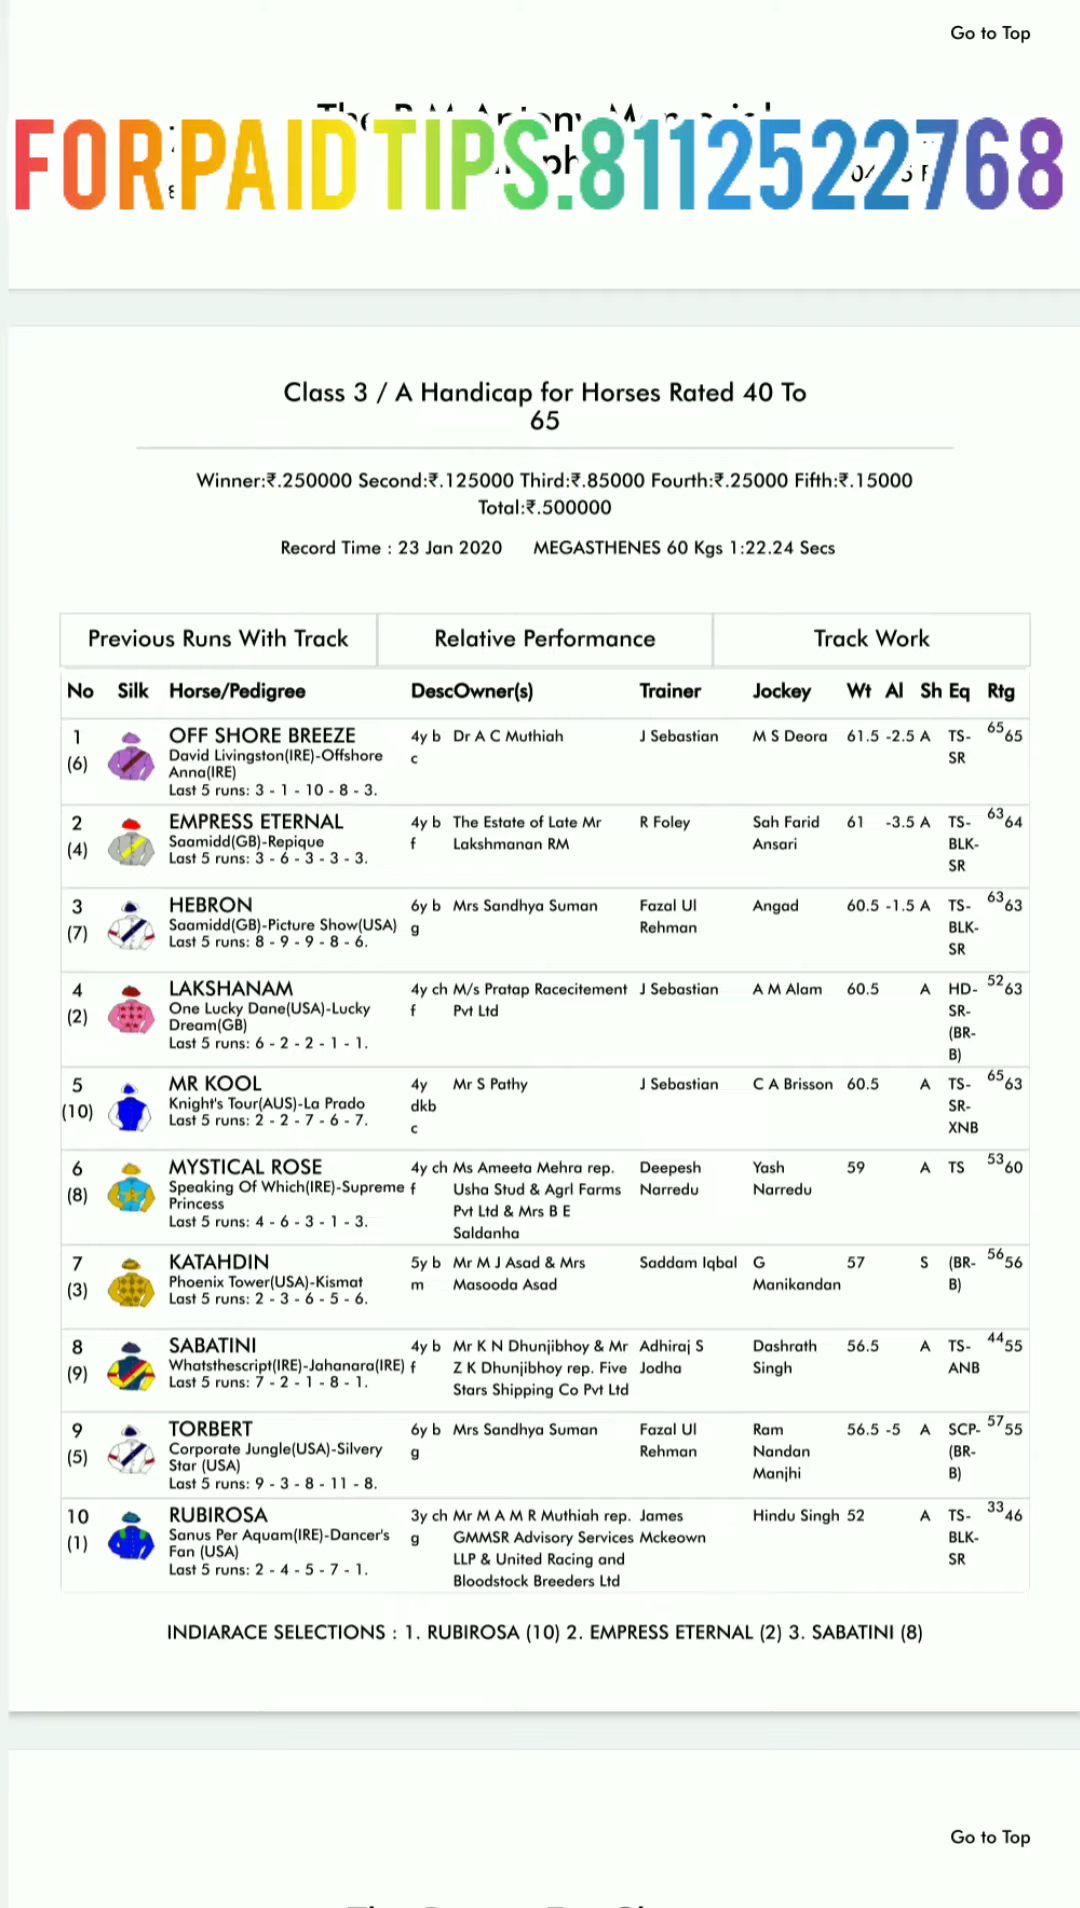 Go to Top
FORPAID TIPS:8112522768
Class 3 / A Handicap for Horses Rated 40 To
65
Winner:₹.250000 Second:₹.125000 Third:₹.85000 Fourth:₹.25000 Fifth:₹.15000
Total:₹.500000
Record Time : 23 Jan 2020 MEGASTHENES 60 Kgs 1:22.24 Secs
Previous Runs With Track Relative Performance Track Work
No Silk Horse/Pedigree DescOwner(s) Trainer Jockey Wt Al Sh Eq Rtg
1 OFF SHORE BREEZE 4y b Dr A C Muthiah J Sebastian M S Deora 61.5 -2.5 A TS- 65 65
(6) David Livingston(IRE)-Offshore c SR
Anna(IRE)
Last 5 runs: 3 - 1 - 10 - 8 - 3.
2 EMPRESS ETERNAL 4y b The Estate of Late Mr R Foley Sah Farid 61 -3.5 A TS- 63 64
(4) Saamidd(GB)-Repique f Lakshmanan RM Ansari BLK-
Last 5 runs: 3 - 6 - 3 - 3 - 3. SR
3 HEBRON 6y b Mrs Sandhya Suman Fazal Ul Angad 60.5 -1.5 A TS- 63 63
(7) Saamidd(GB)-Picture Show(USA) g Rehman BLK-
Last 5 runs: 8 - 9 - 9 - 8 - 6. SR
4 LAKSHANAM 4y ch M/s Pratap Racecitement J Sebastian A M Alam 60.5 A HD- 52 63
(2) One Lucky Dane(USA)-Lucky f Pvt Ltd SR-
Dream(GB) (BR-
Last 5 runs: 6 - 2 - 2 - 1 - 1. B)
5 MR KOOL 4y Mr S Pathy J Sebastian C A Brisson 60.5 A TS- 65 63
(10) Knight's Tour(AUS)-La Prado dkb SR-
Last 5 runs: 2 - 2 - 7 - 6 - 7. c XNB
6 MYSTICAL ROSE 4y ch Ms Ameeta Mehra rep. Deepesh Yash 59 A TS 53 60
(8) Speaking Of Which(IRE)-Supreme f Usha Stud & Agrl Farms Narredu Narredu
Princess Pvt Ltd & Mrs B E
Last 5 runs: 4 - 6 - 3 - 1 - 3. Saldanha
7 KATAHDIN 5y b Mr M J Asad & Mrs Saddam Iqbal G 57 S (BR- 56 56
(3) Phoenix Tower(USA)-Kismat m Masooda Asad Manikandan B)
Last 5 runs: 2 - 3 - 6 - 5 - 6.
8 SABATINI 4y b Mr K N Dhunjibhoy & Mr Adhiraj S Dashrath 56.5 A TS- 44 55
(9) Whatsthescript(IRE)-Jahanara(IRE) f Z K Dhunjibhoy rep. Five Jodha Singh ANB
Last 5 runs: 7 - 2 - 1 - 8 - 1. Stars Shipping Co Pvt Ltd
9 TORBERT 6y b Mrs Sandhya Suman Fazal Ul Ram 56.5 -5 A SCP- 57 55
(5) Corporate Jungle(USA)-Silvery g Rehman Nandan (BR-
Star (USA) Manjhi B)
Last 5 runs: 9 - 3 - 8 - 11 - 8.
10 RUBIROSA 3y ch Mr M A M R Muthiah rep. James Hindu Singh 52 A TS- 33 46
(1) Sanus Per Aquam(IRE)-Dancer's g GMMSR Advisory Services Mckeown BLK-
Fan (USA) LLP & United Racing and SR
Last 5 runs: 2 - 4 - 5 - 7 - 1. Bloodstock Breeders Ltd
INDIARACE SELECTIONS : 1. RUBIROSA (10) 2. EMPRESS ETERNAL (2) 3. SABATINI (8)
Go to Top